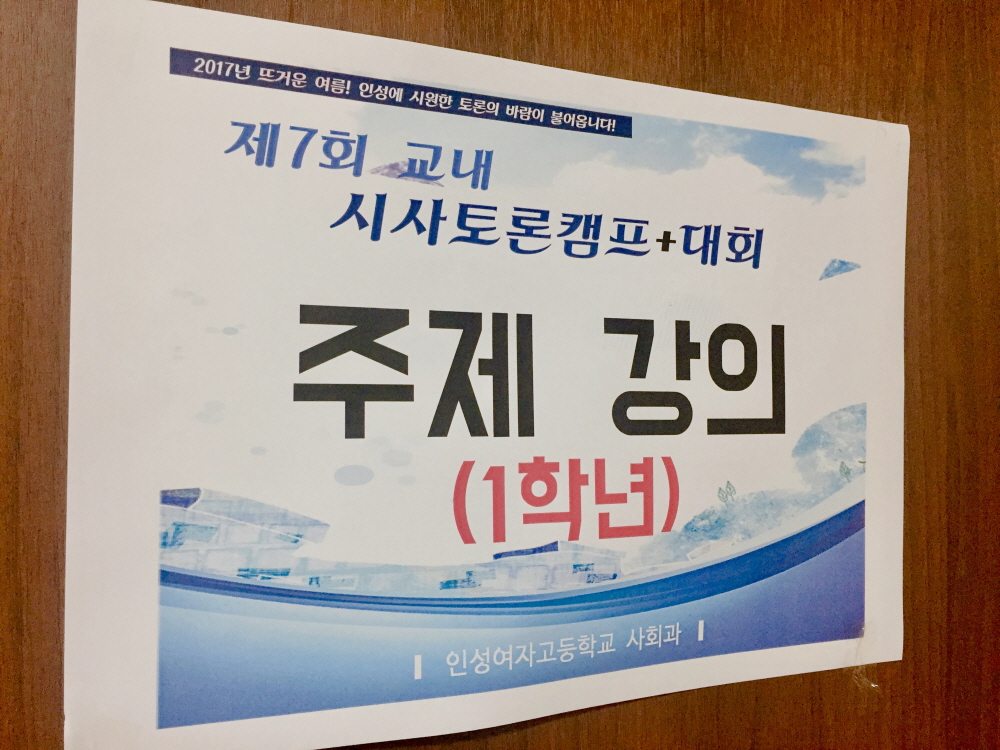 2017년 뜨거운 여름! 인성에 시원한 토론의 바람이 불어옵니다!
제7회 교내
시사토론캠프+대회
주제 강의
(1학년)
인성여자고등학교 사회과